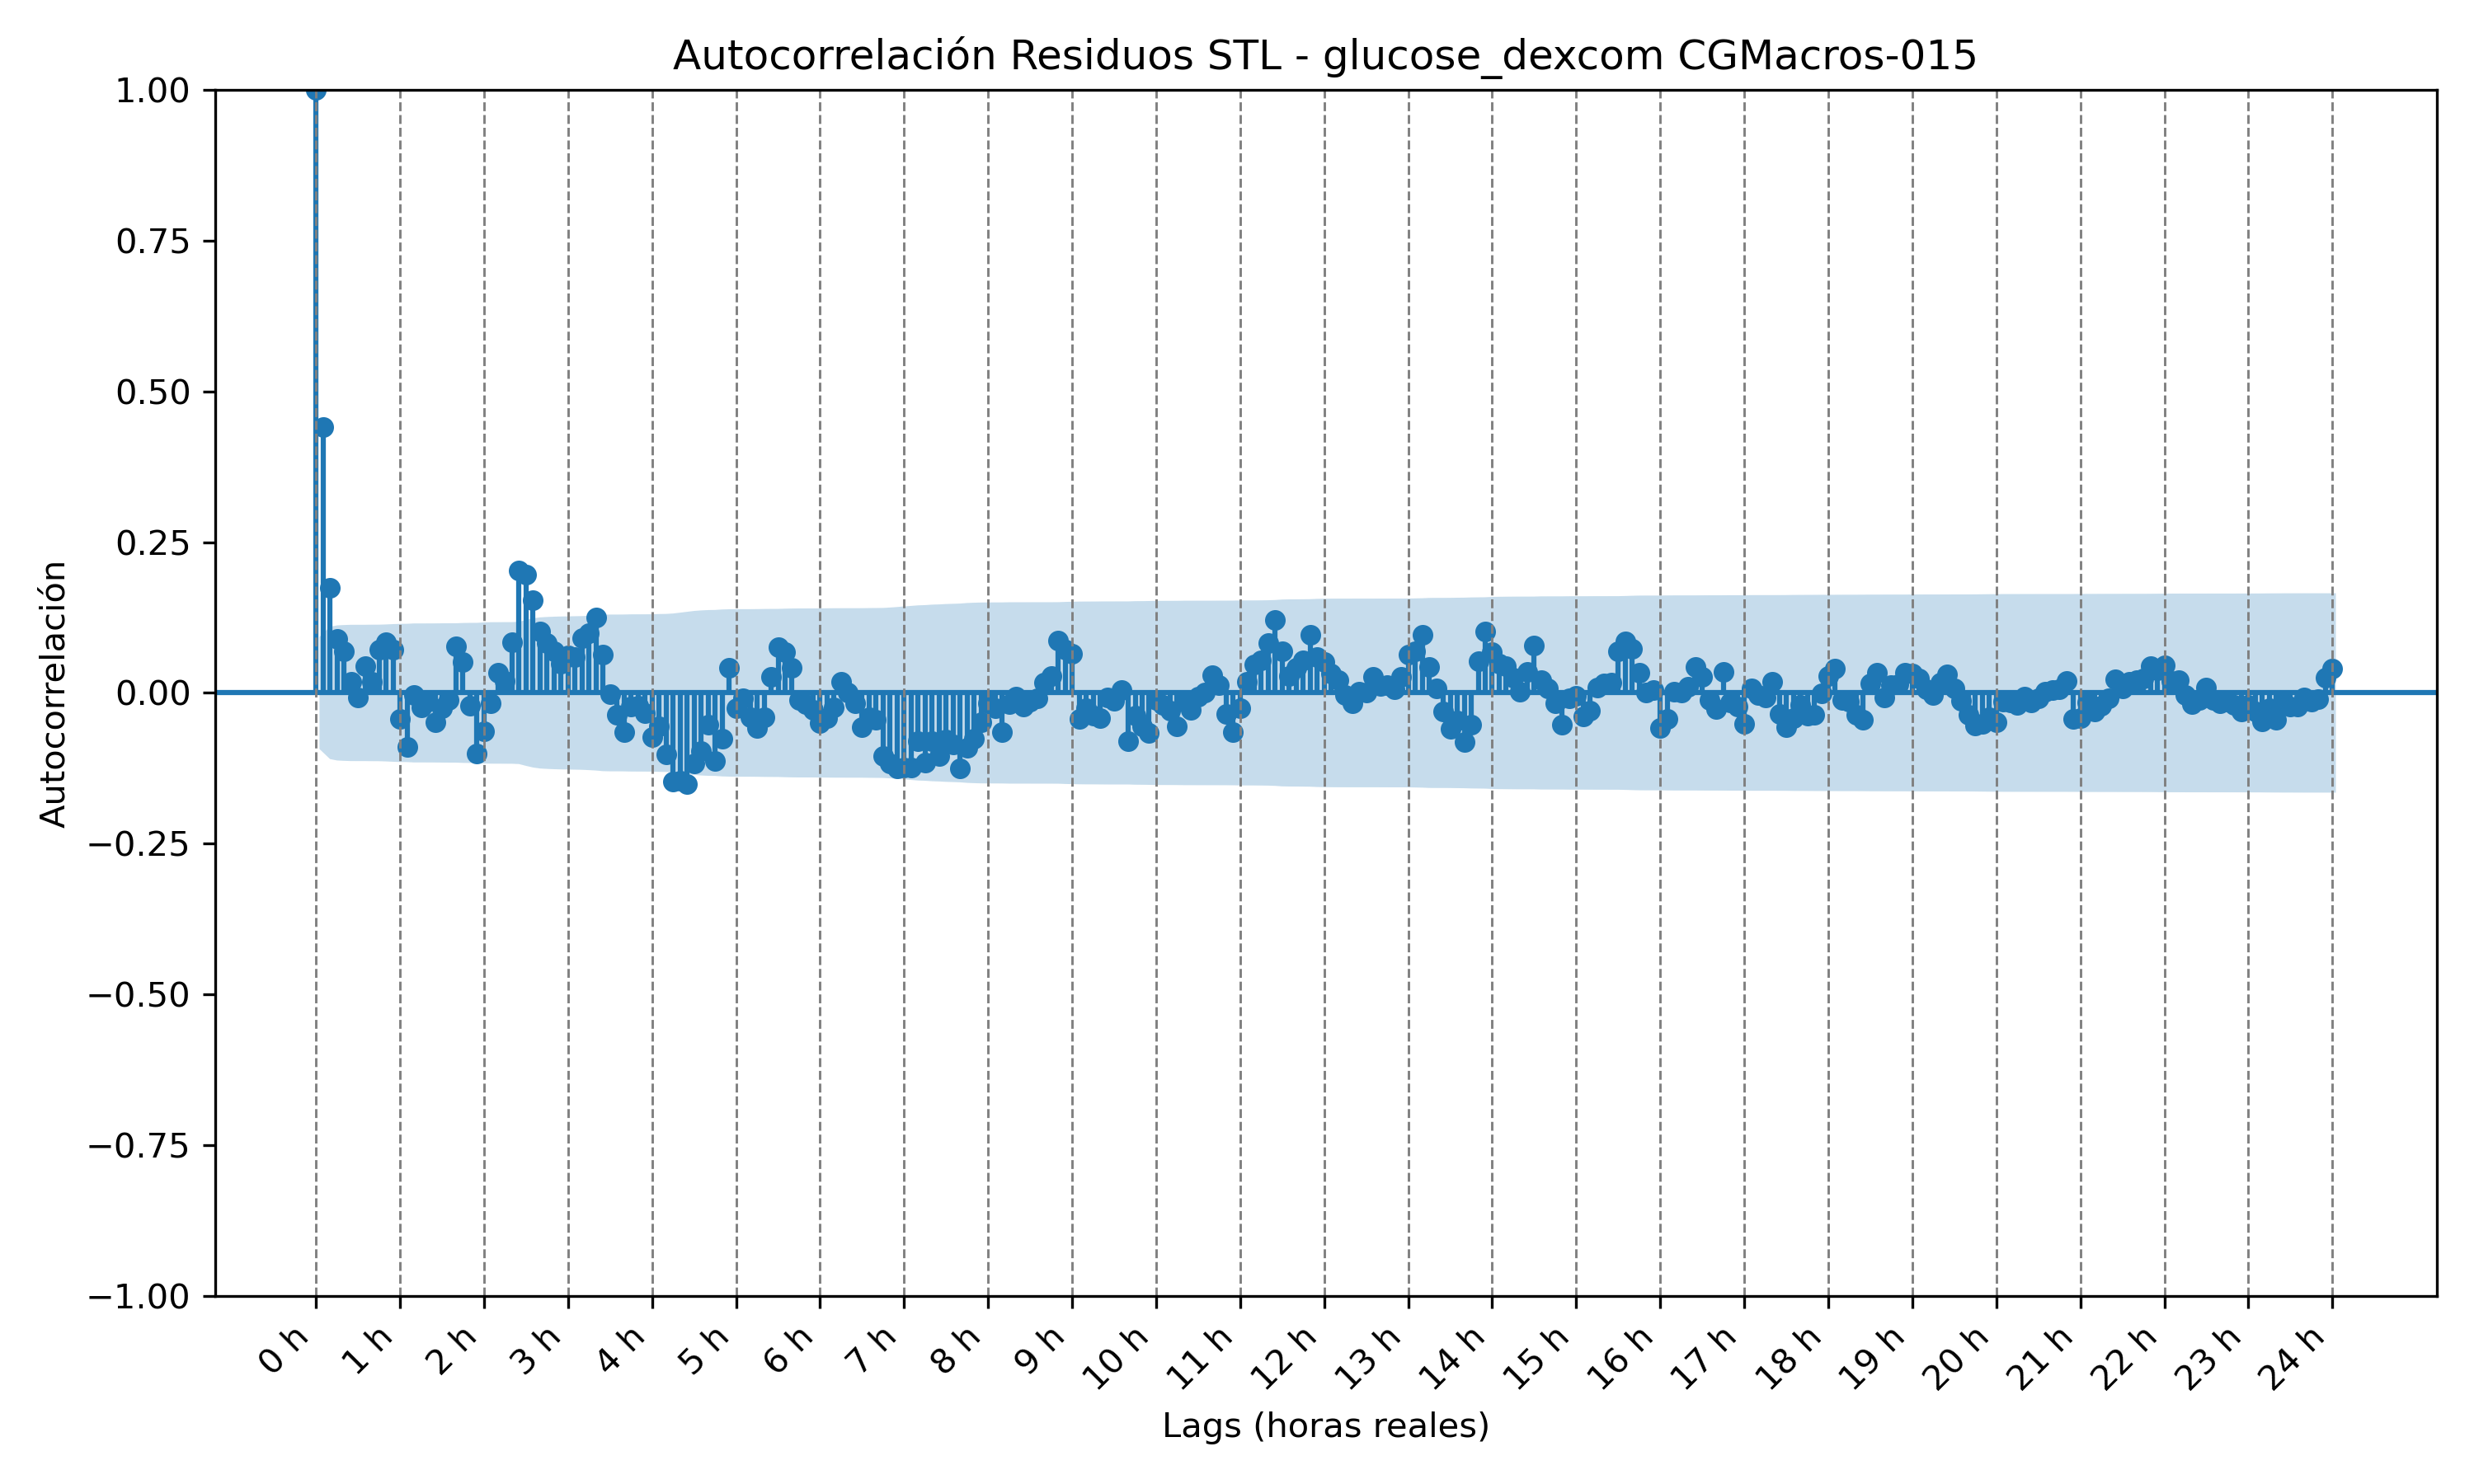 Autocorrelación Residuos STL - glucose_dexcom CGMacros-015
1.00
0.75
0.50
0.25
0.00
−0.25
−0.50
−0.75
−1.00
Autocorrelación
0 h
1 h
2 h
3 h
4 h
5 h
6 h
7 h
8 h
9 h
10 h
11 h
12 h
13 h
14 h
15 h
16 h
17 h
18 h
19 h
20 h
21 h
22 h
23 h
24 h
Lags (horas reales)